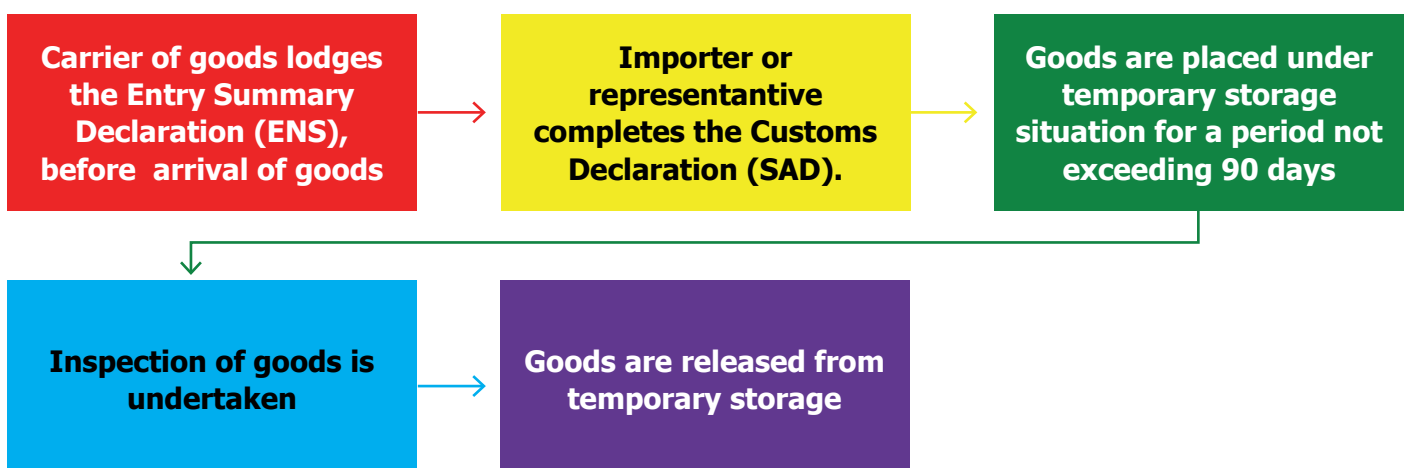 Carrier of goods lodges
the Entry Summary
Declaration (ENS),
before arrival of goods
Importer or
representantive
completes the Customs
Declaration (SAD).
Goods are placed under
temporary storage
situation for a period not
exceeding 90 days
Inspection of goods is
undertaken
Goods are released from
temporary storage